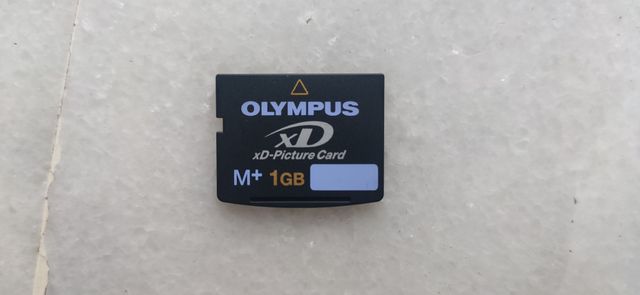 OLYMPUS
xD
xD-Picture Card
M+ 1GB